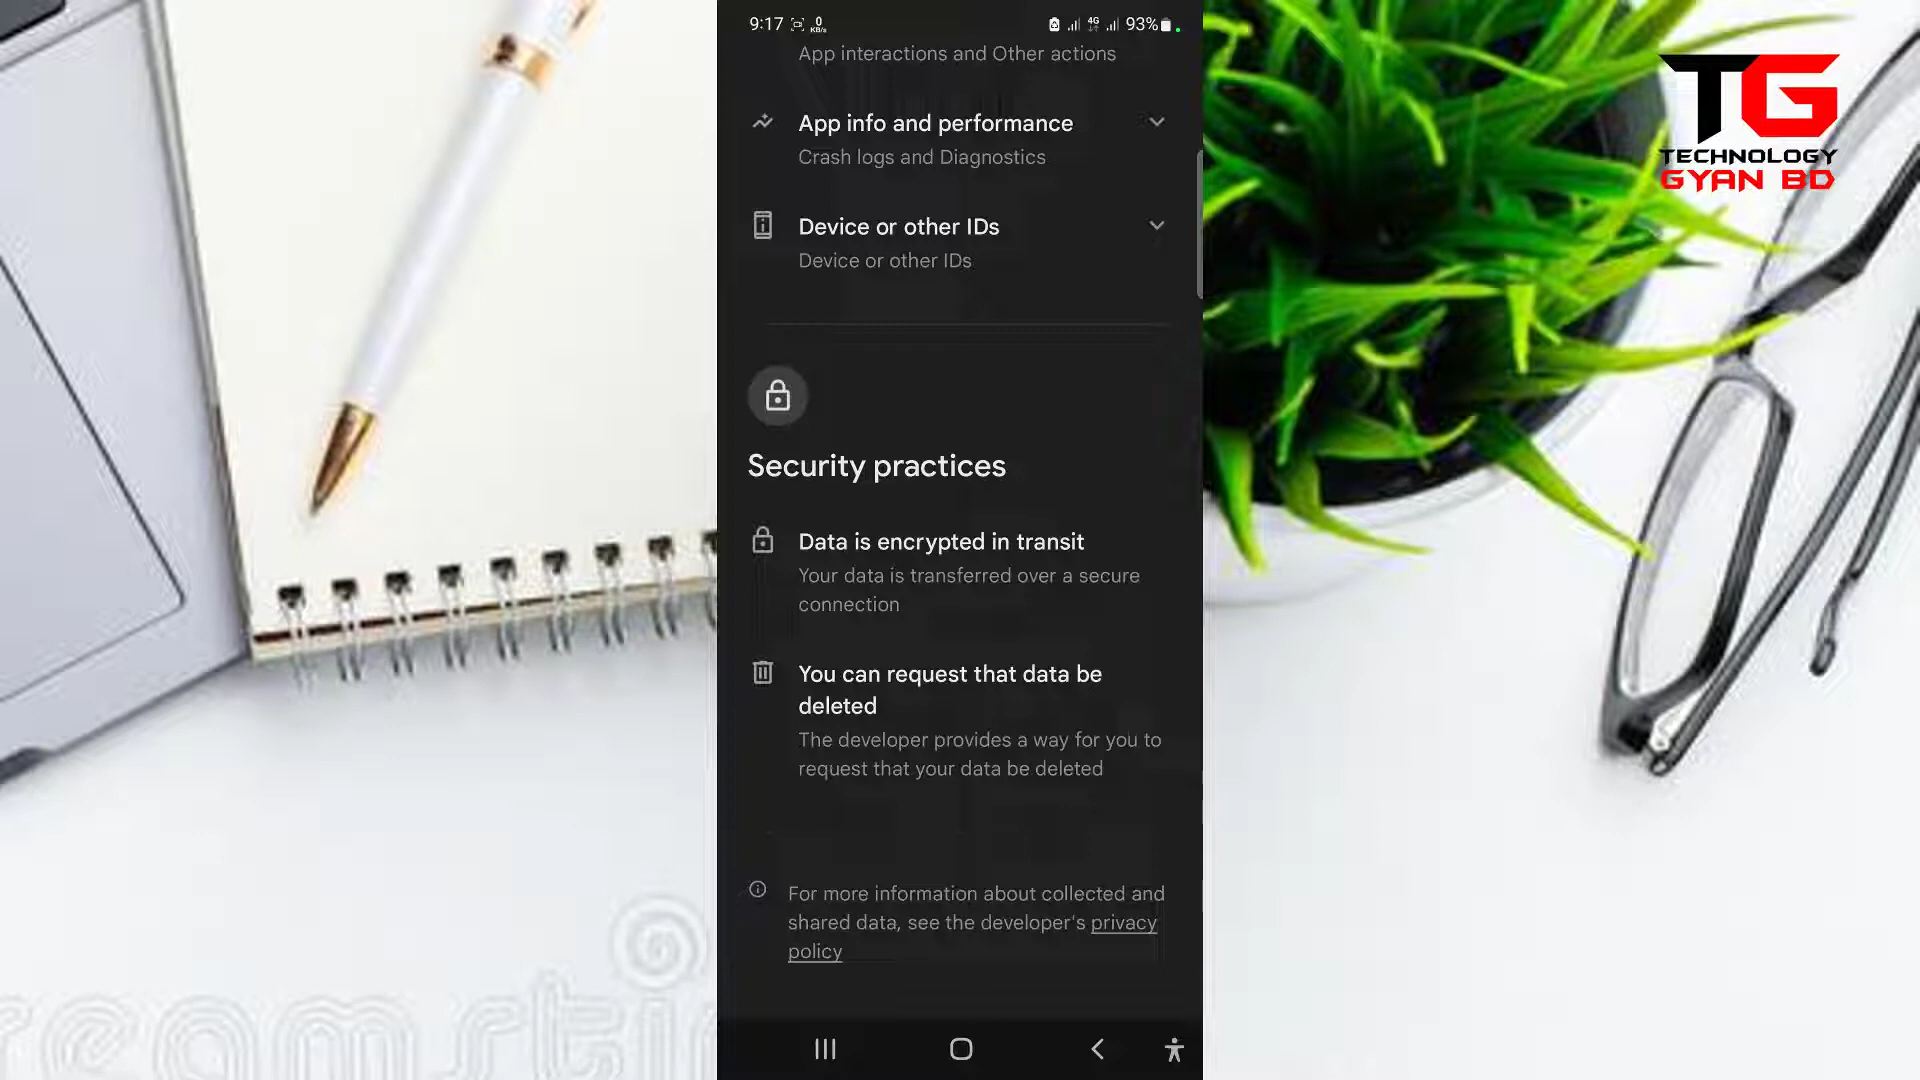 9:17 0 KB/s 4G 93%
App interactions and Other actions
App info and performance
Crash logs and Diagnostics
Device or other IDs
Device or other IDs
Security practices
Data is encrypted in transit
Your data is transferred over a secure
connection
You can request that data be
deleted
The developer provides a way for you to
request that your data be deleted
For more information about collected and
shared data, see the developer's privacy
policy
TG
TECHNOLOGY
GYAN BD